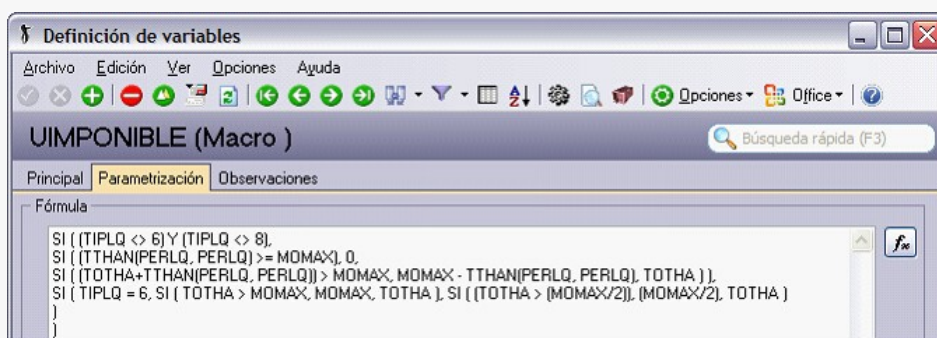 Definición de variables
Archivo Edición Ver Opciones Ayuda
Opciones Office
UIMPONIBLE (Macro )
Búsqueda rápida (F3)
Principal Parametrización Observaciones
Fórmula
SI ( (TIPLQ <> 6) Y (TIPLQ <> 8),
SI ( (TTHAN(PERLQ, PERLQ) >= MOMAX), 0,
SI ( (TOTHA+TTHAN(PERLQ, PERLQ)) > MOMAX, MOMAX - TTHAN(PERLQ, PERLQ), TOTHA ) ),
SI ( TIPLQ = 6, SI ( TOTHA > MOMAX, MOMAX, TOTHA ), SI ( (TOTHA > (MOMAX/2)), (MOMAX/2), TOTHA )
)
)